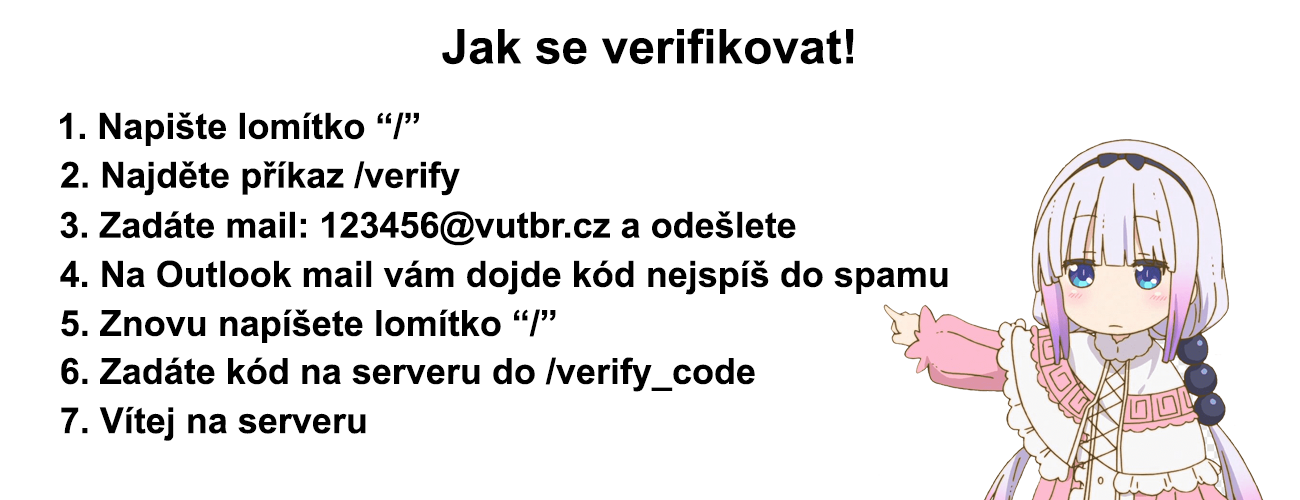 Jak se verifikovat!
1. Napište lomítko “/”
2. Najděte příkaz /verify
3. Zadáte mail: 123456@vutbr.cz a odešlete
4. Na Outlook mail vám dojde kód nejspíš do spamu
5. Znovu napíšete lomítko “/”
6. Zadáte kód na serveru do /verify_code
7. Vítej na serveru